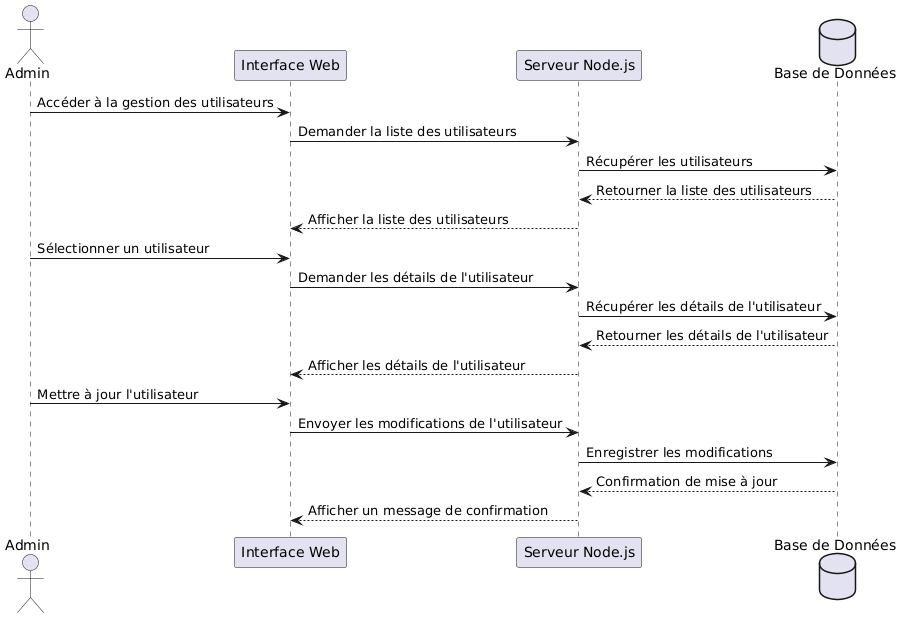 Admin
Interface Web
Serveur Node.js
Base de Données
Accéder à la gestion des utilisateurs
Demander la liste des utilisateurs
Récupérer les utilisateurs
Retourner la liste des utilisateurs
Afficher la liste des utilisateurs
Sélectionner un utilisateur
Demander les détails de l'utilisateur
Récupérer les détails de l'utilisateur
Retourner les détails de l'utilisateur
Afficher les détails de l'utilisateur
Mettre à jour l'utilisateur
Envoyer les modifications de l'utilisateur
Enregistrer les modifications
Confirmation de mise à jour
Afficher un message de confirmation
Admin
Interface Web
Serveur Node.js
Base de Données